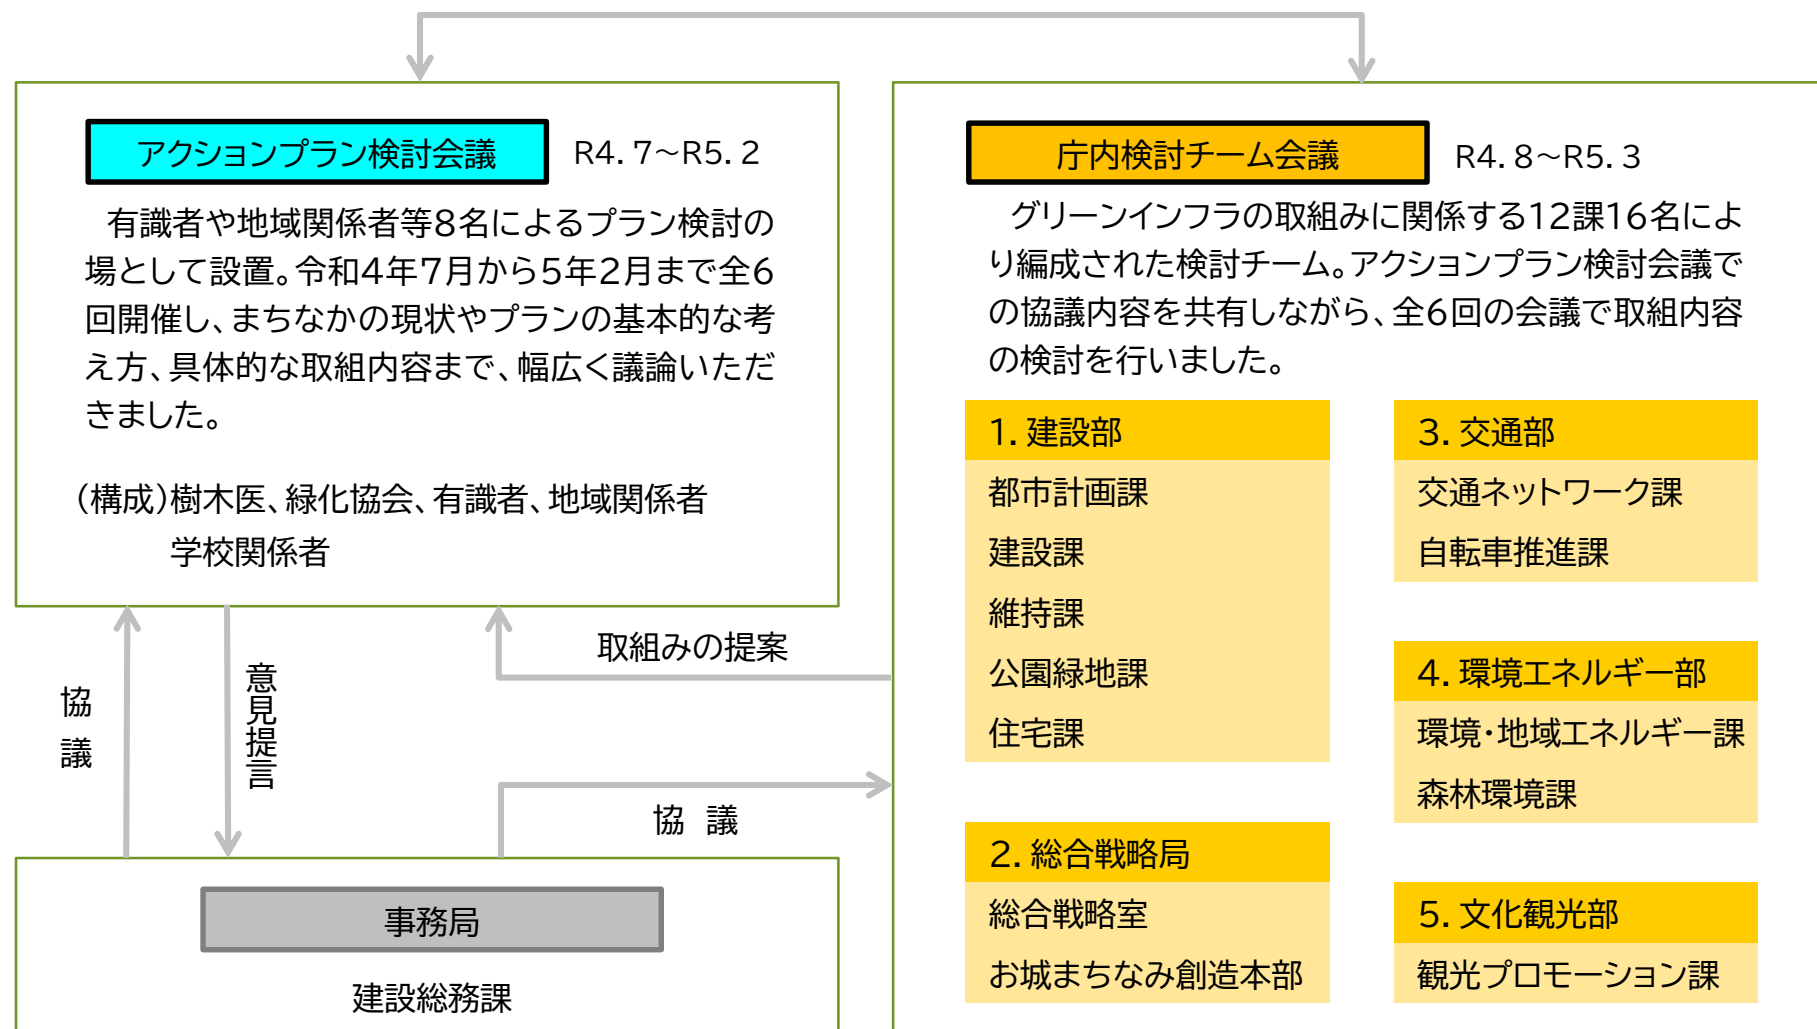 アクションプラン検討会議
R4.7～R5.2
有識者や地域関係者等8名によるプラン検討の
場として設置。令和4年7月から5年2月まで全6
回開催し、まちなかの現状やプランの基本的な考
え方、具体的な取組内容まで、幅広く議論いただ
きました。
（構成）樹木医、緑化協会、有識者、地域関係者
学校関係者
協議
意見提言
取組みの提案
協　議
事務局
建設総務課
庁内検討チーム会議
R4.8～R5.3
グリーンインフラの取組みに関係する12課16名によ
り編成された検討チーム。アクションプラン検討会議で
の協議内容を共有しながら、全6回の会議で取組内容
の検討を行いました。
1.建設部
都市計画課
建設課
維持課
公園緑地課
住宅課
2.総合戦略局
総合戦略室
お城まちなみ創造本部
3.交通部
交通ネットワーク課
自転車推進課
4.環境エネルギー部
環境・地域エネルギー課
森林環境課
5.文化観光部
観光プロモーション課